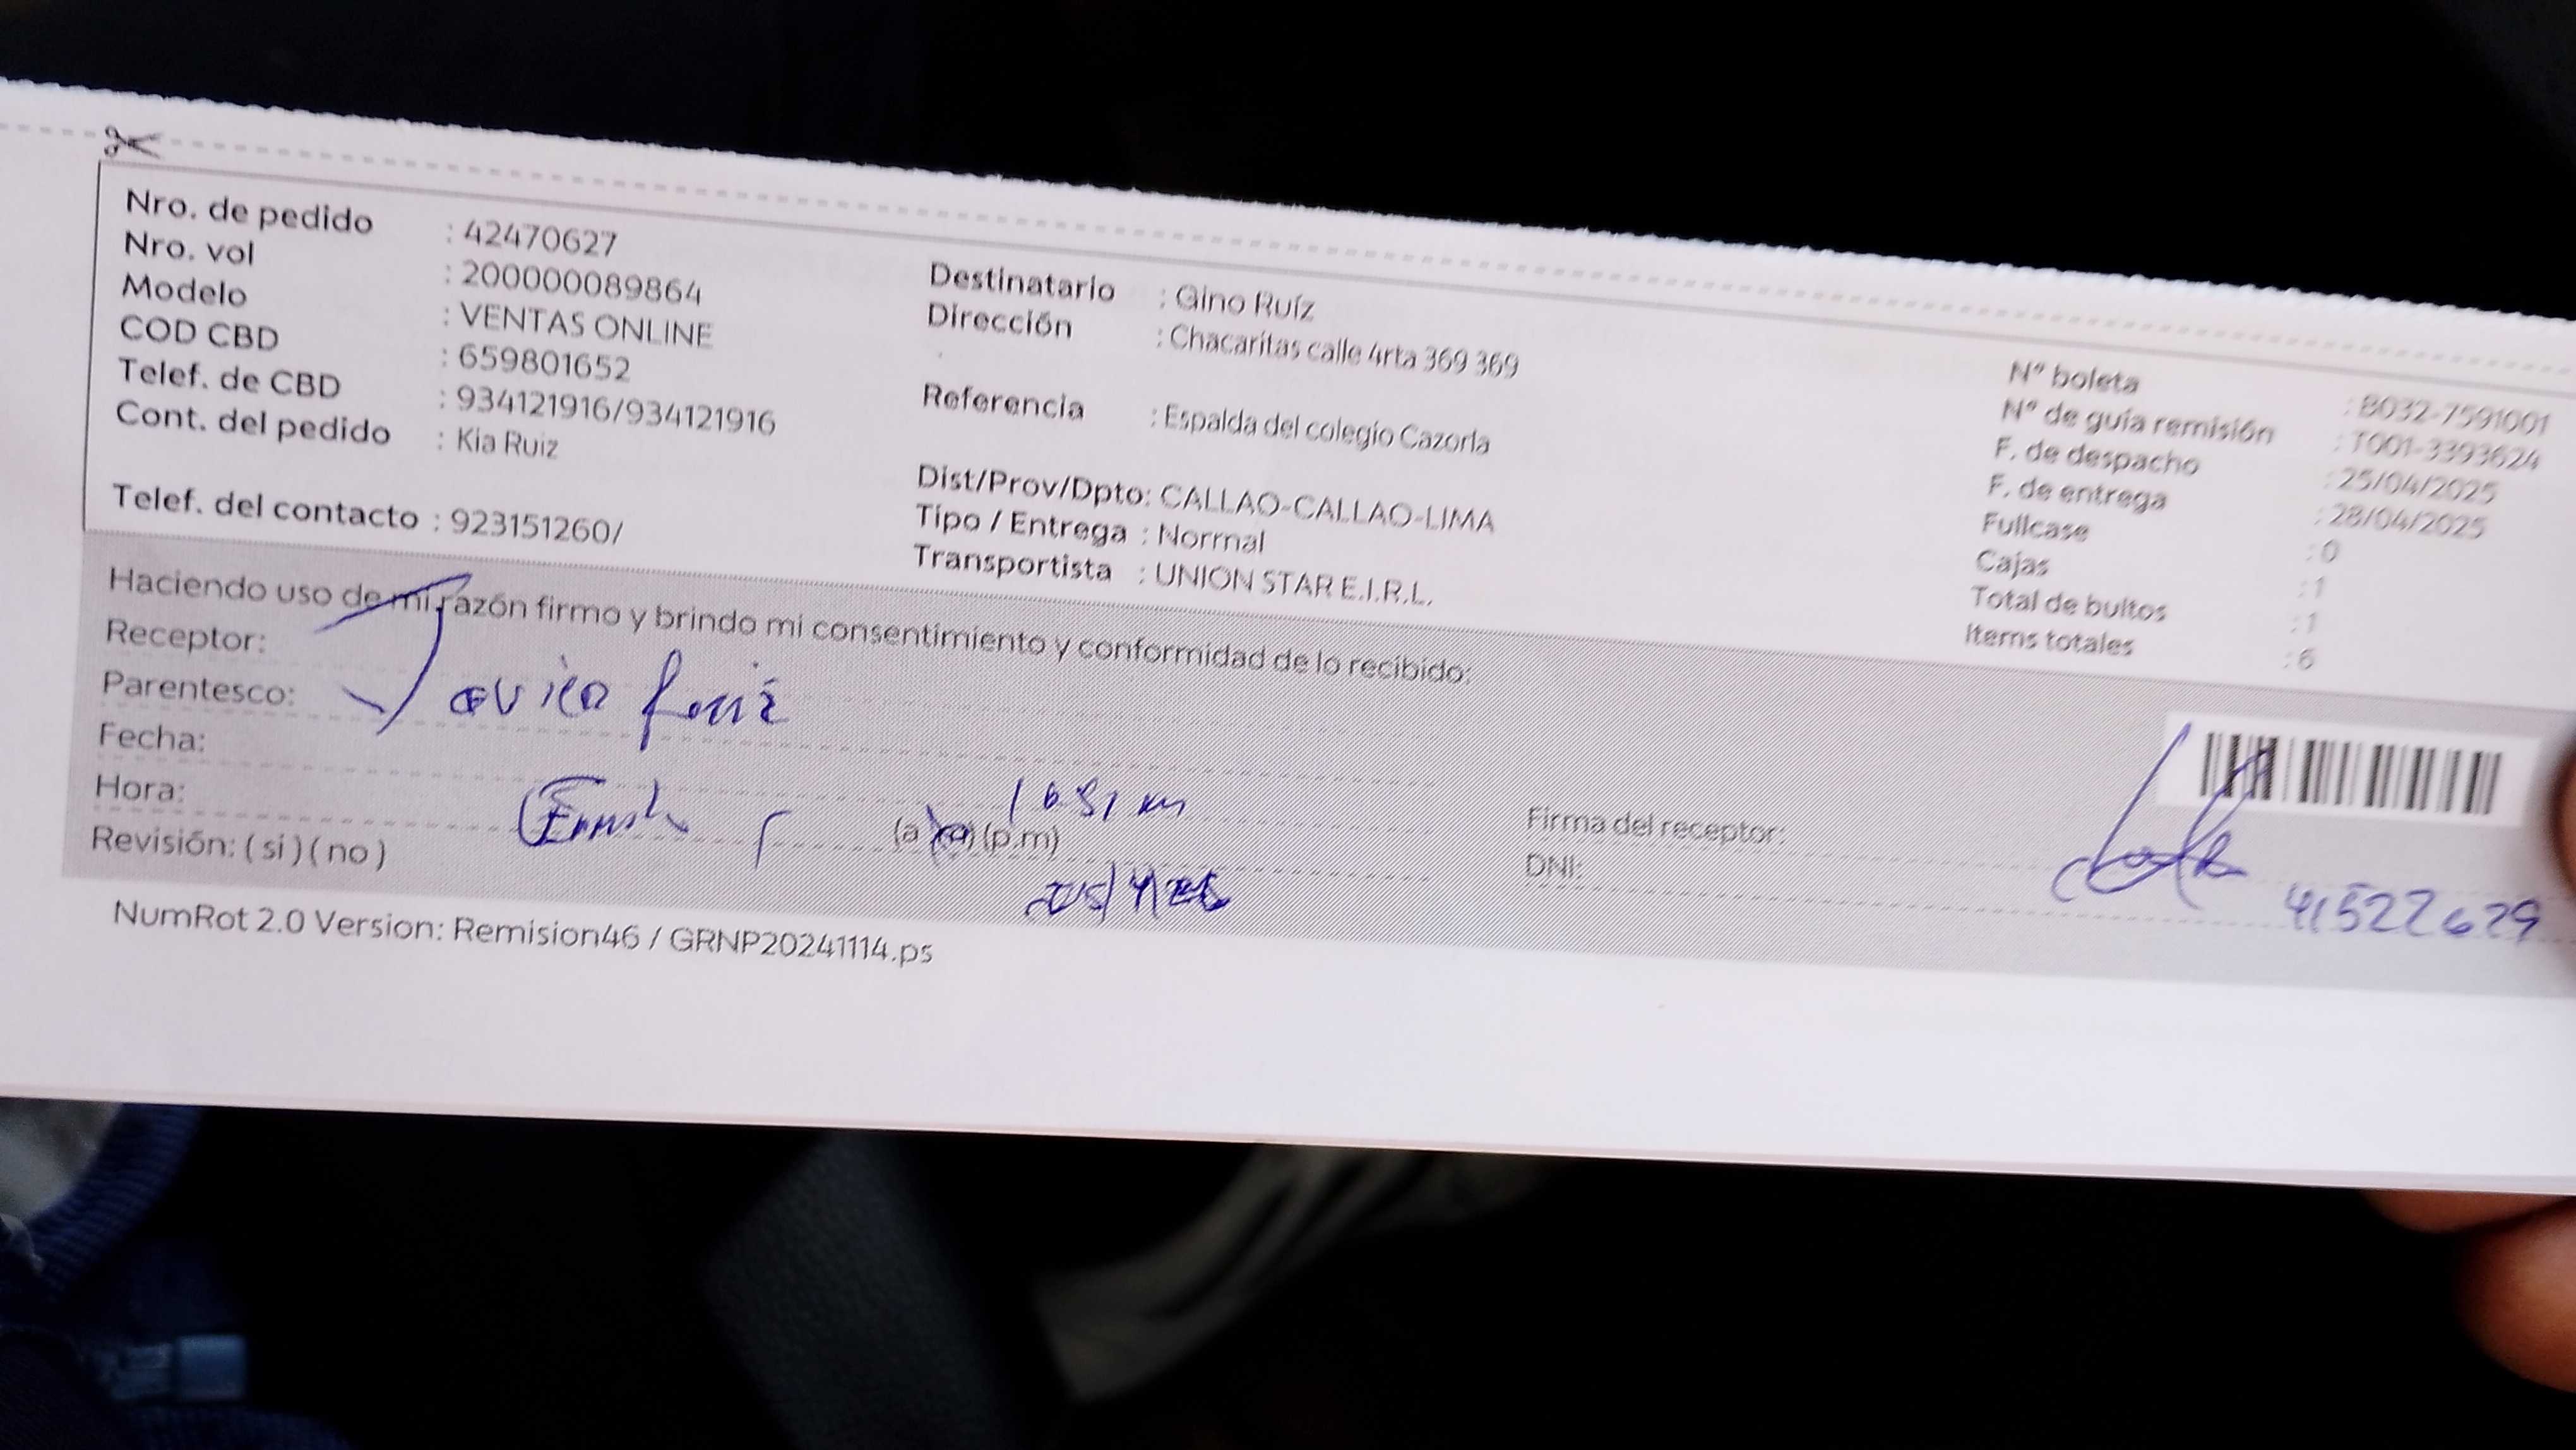 Nro. de pedido : 42470627
Nro. vol : 200000089864
Modelo : VENTAS ONLINE
COD CBD : 659801652
Telef. de CBD : 934121916/934121916
Cont. del pedido : Kia Ruiz
Telef. del contacto : 923151260/
Destinatario : Gino Ruíz
Dirección : Chacaritas calle 4rta 369 369
Referencia : Espalda del colegio Cazorla
Dist/Prov/Dpto: CALLAO-CALLAO-LIMA
Tipo / Entrega : Normal
Transportista : UNION STAR E.I.R.L.
N° boleta : B032-7591001
N° de guía remisión : T001-3393624
F. de despacho : 25/04/2025
F. de entrega : 28/04/2025
Fullcase : 0
Cajas : 1
Total de bultos : 1
Items totales : 6
Haciendo uso de mi razón firmo y brindo mi consentimiento y conformidad de lo recibido:
Receptor:
Parentesco:
Fecha:
Hora: (p.m)
Revisión: ( si ) ( no )
Firma del receptor:
DNI: 41522629
NumRot 2.0 Version: Remision46 / GRNP20241114.ps